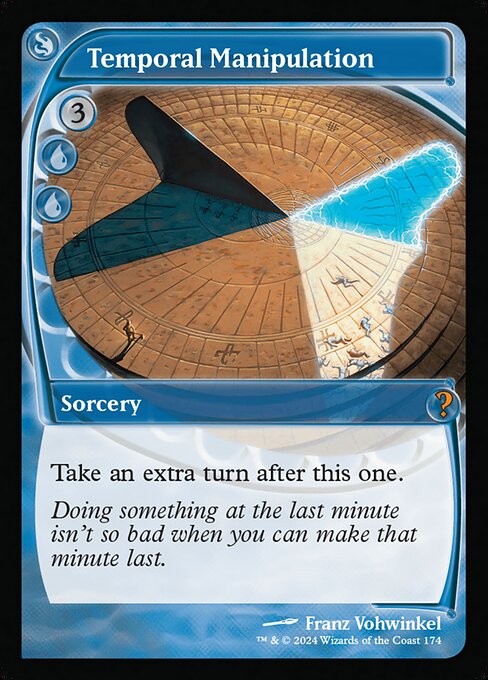 Temporal Manipulation
3
Sorcery
?
Take an extra turn after this one.
Doing something at the last minute
isn't so bad when you can make that
minute last.
Franz Vohwinkel
™ & © 2024 Wizards of the Coast 174